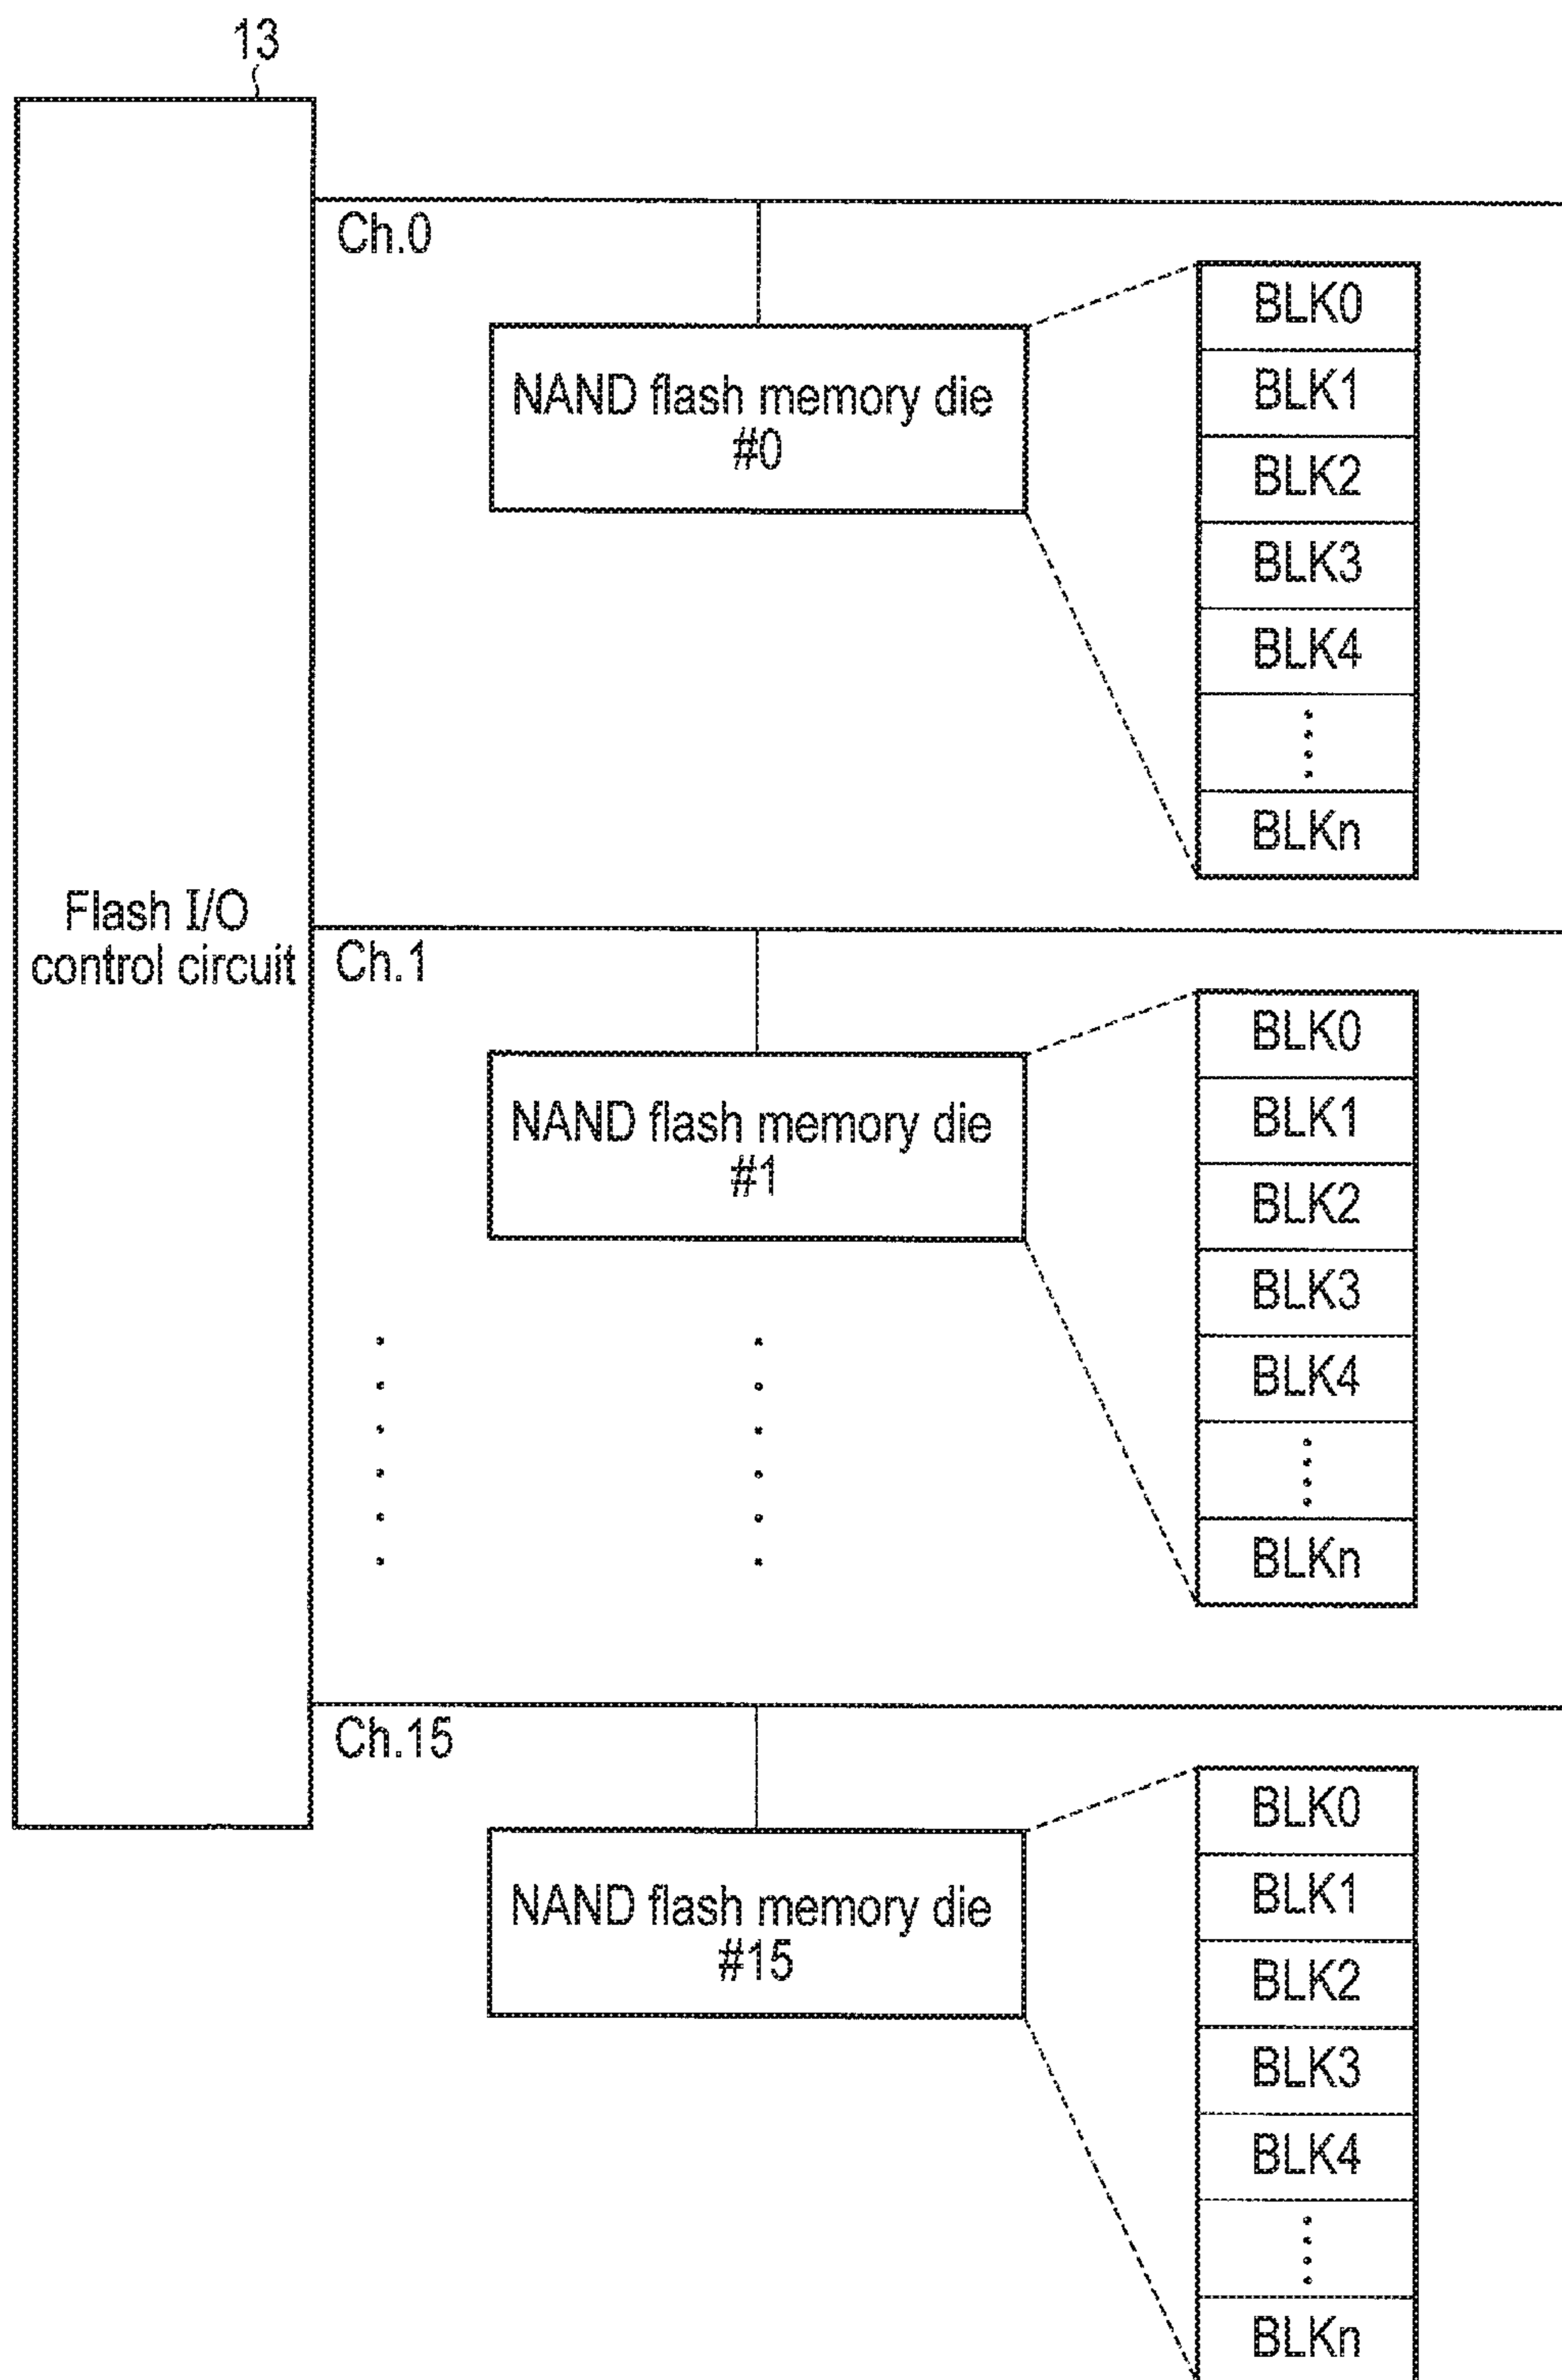 13
Flash I/O
control circuit
Ch.0
NAND flash memory die
#0
BLK0
BLK1
BLK2
BLK3
BLK4
BLKn
Ch.1
NAND flash memory die
#1
BLK0
BLK1
BLK2
BLK3
BLK4
BLKn
Ch.15
NAND flash memory die
#15
BLK0
BLK1
BLK2
BLK3
BLK4
BLKn